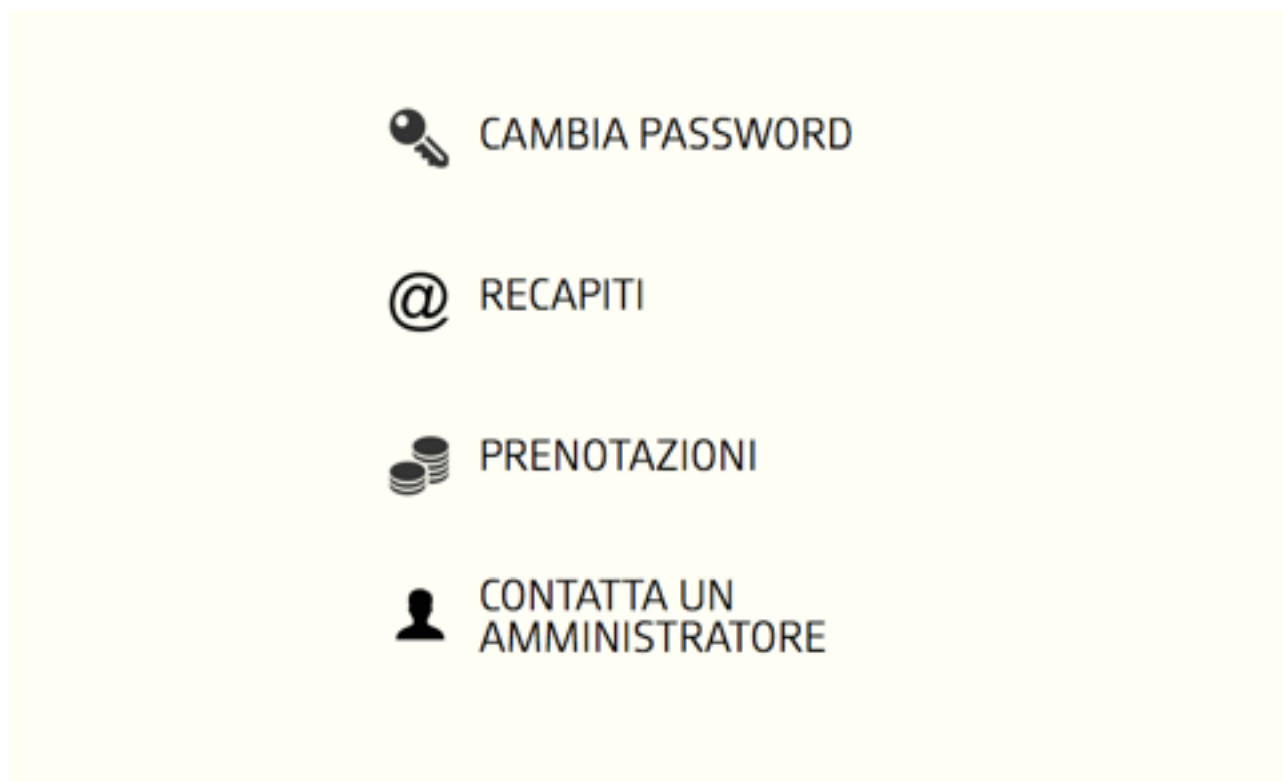 CAMBIA PASSWORD
@ RECAPITI
PRENOTAZIONI
CONTATTA UN
AMMINISTRATORE